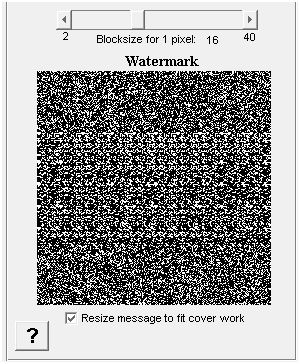 2 40
Blocksize for 1 pixel: 16
Watermark
Resize message to fit cover work
?